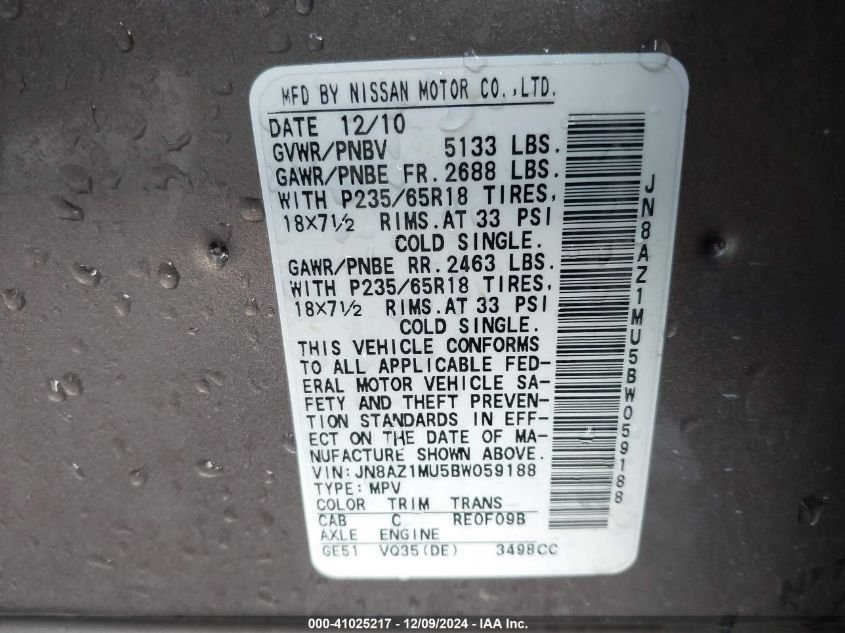 MFD BY NISSAN MOTOR CO.,LTD.
DATE 12/10
GVWR/PNBV 5133 LBS.
GAWR/PNBE FR. 2688 LBS.
WITH P235/65R18 TIRES,
18×7½ RIMS. AT 33 PSI
COLD SINGLE.
GAWR/PNBE RR. 2463 LBS.
WITH P235/65R18 TIRES,
18×7½ RIMS. AT 33 PSI
COLD SINGLE.
THIS VEHICLE CONFORMS
TO ALL APPLICABLE FED-
ERAL MOTOR VEHICLE SA-
FETY AND THEFT PREVEN-
TION STANDARDS IN EFF-
ECT ON THE DATE OF MA-
NUFACTURE SHOWN ABOVE.
VIN:JN8AZ1MU5BW059188
TYPE:MPV
COLOR TRIM TRANS
CAB C RE0F09B
AXLE ENGINE
GE51 VQ35(DE) 3498CC
JN8AZ1MU5BW059188
000-41025217 - 12/09/2024 - IAA Inc.